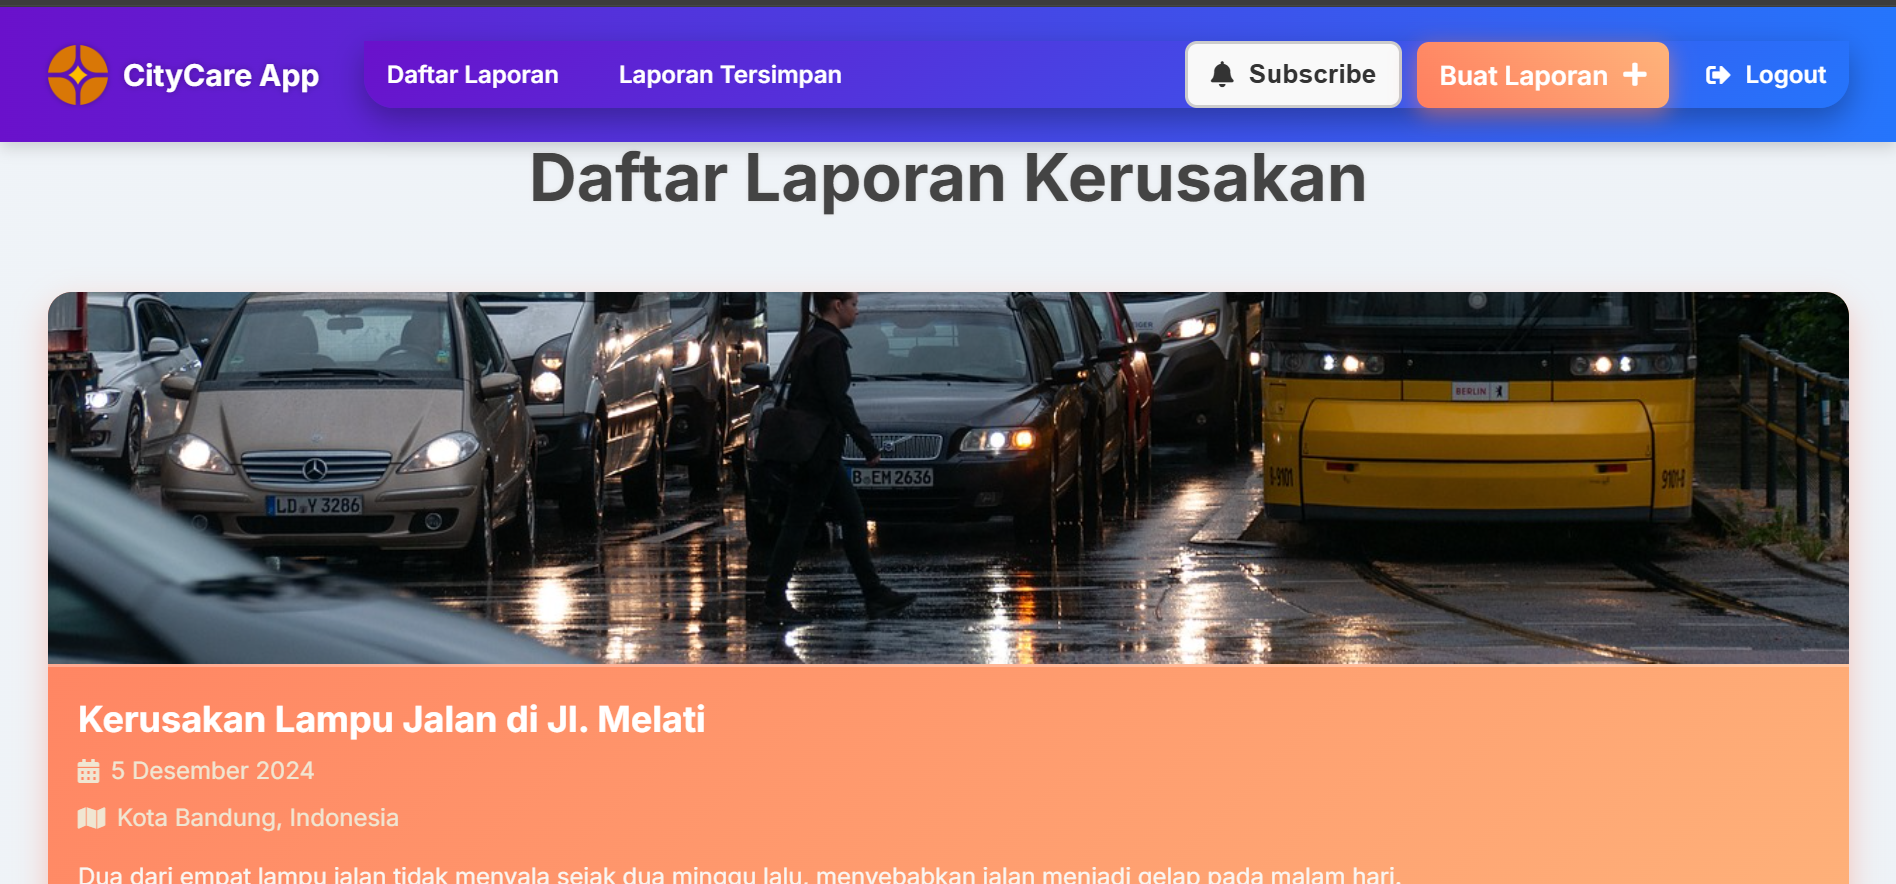 CityCare App
Daftar Laporan
Laporan Tersimpan
Subscribe
Buat Laporan
Logout
Daftar Laporan Kerusakan
BERLIN
LD Y 3286
B EM 2636
9101-B
Kerusakan Lampu Jalan di Jl. Melati
5 Desember 2024
Kota Bandung, Indonesia
Dua dari empat lampu jalan tidak menyala sejak dua minggu lalu, menyebabkan jalan menjadi gelap pada malam hari.